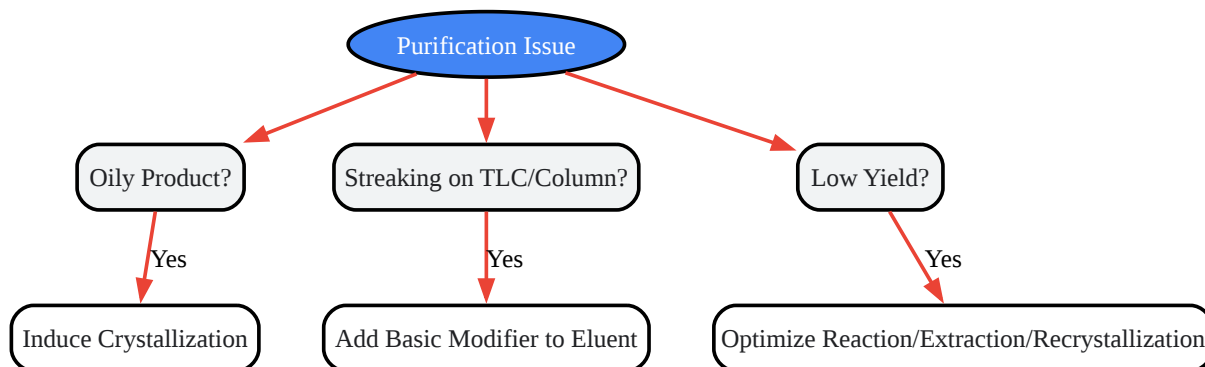 Purification Issue
Oily Product?
Streaking on TLC/Column?
Low Yield?
Yes
Yes
Yes
Induce Crystallization
Add Basic Modifier to Eluent
Optimize Reaction/Extraction/Recrystallization